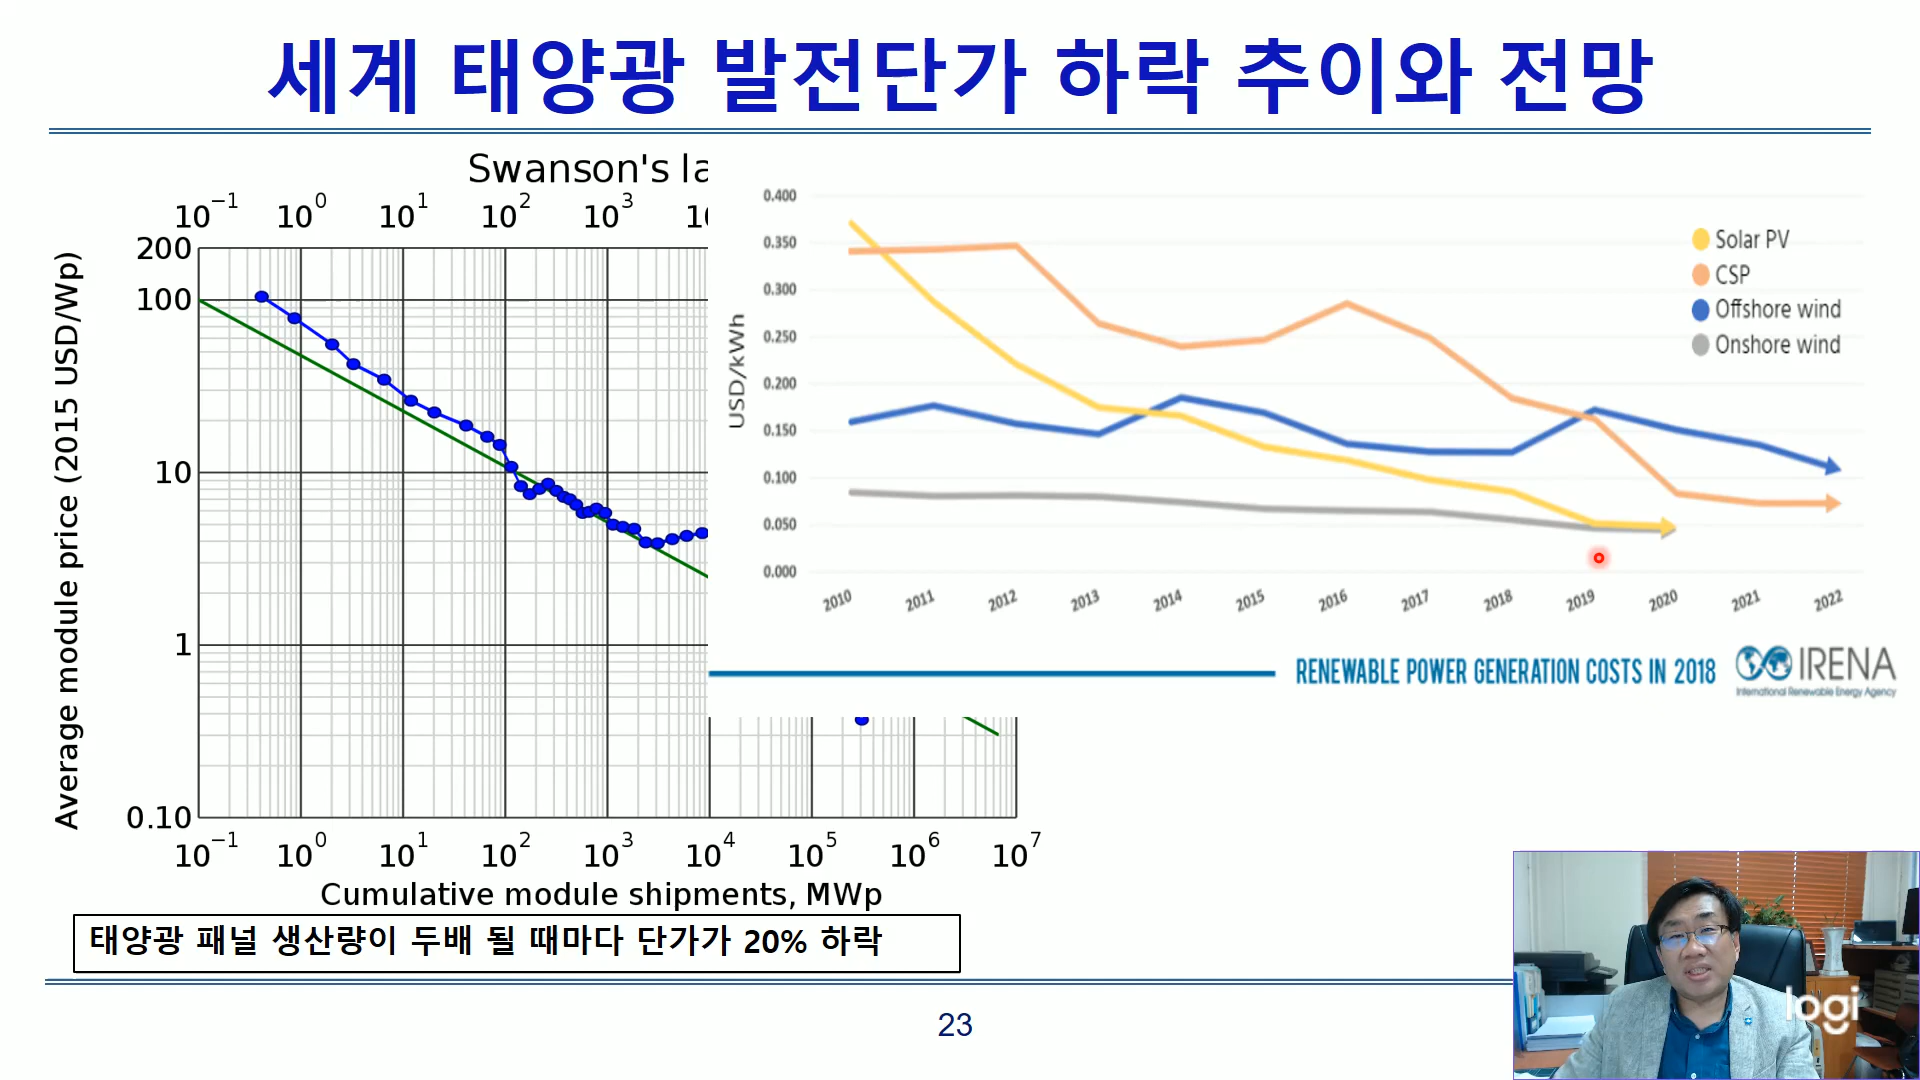 세계 태양광 발전단가 하락 추이와 전망
Swanson's la
10⁻¹ 10⁰ 10¹ 10² 10³ 10
200
100
10
1
0.10
Average module price (2015 USD/Wp)
10⁻¹ 10⁰ 10¹ 10² 10³ 10⁴ 10⁵ 10⁶ 10⁷
Cumulative module shipments, MWp
0.400
0.350
0.300
0.250
0.200
0.150
0.100
0.050
0.000
USD/kWh
2010 2011 2012 2013 2014 2015 2016 2017 2018 2019 2020 2021 2022
Solar PV
CSP
Offshore wind
Onshore wind
RENEWABLE POWER GENERATION COSTS IN 2018
IRENA
International Renewable Energy Agency
태양광 패널 생산량이 두배 될 때마다 단가가 20% 하락
23
logi